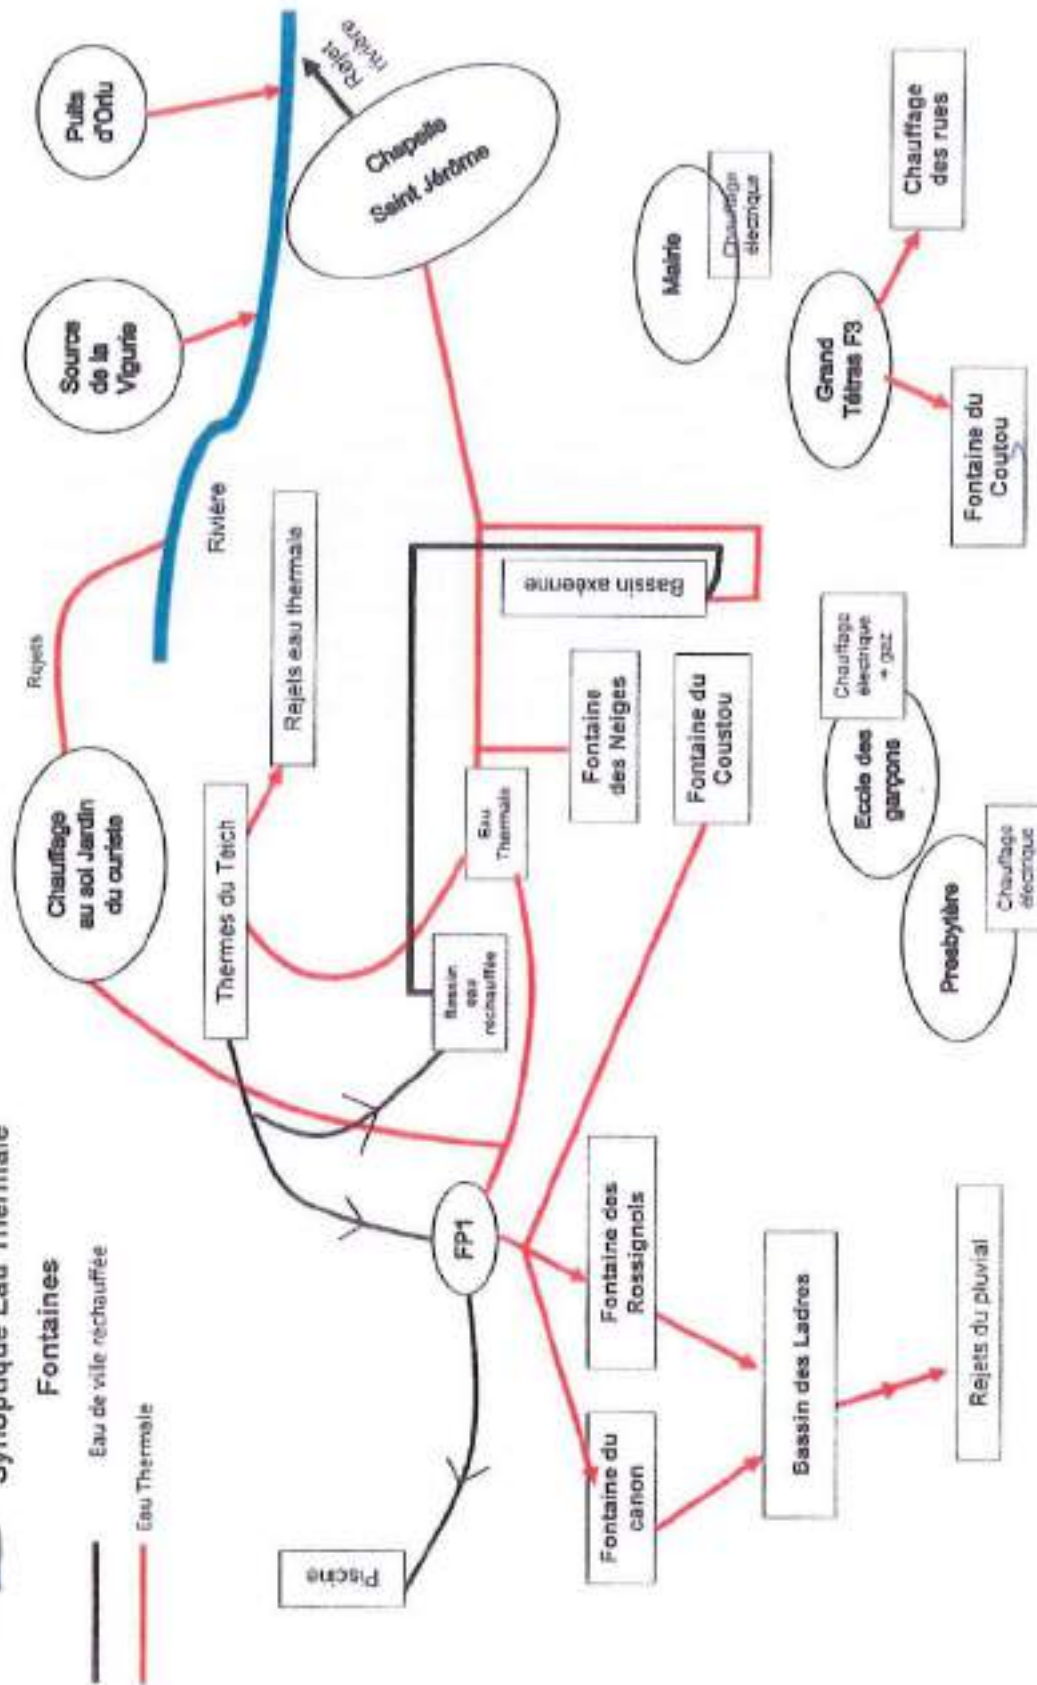 Synoptique Eau Thermale
Fontaines
Eau de ville rechauffée
Eau Thermale
Chauffage
au sol Jardin
du curiste
Rejets
Source
de la
Vigurie
Puits
d'Orlu
Rivière
Rejet
rivière
Chapelle
Saint Jérôme
Thermes du Teich
Rejets eau thermale
Piscine
FP1
Bassin
eau
rechauffée
Eau
Thermale
Bassin axéenne
Fontaine
des Neiges
Fontaine du
Coustou
Mairie
Chauffage
électrique
Fontaine du
canon
Fontaine des
Rossignols
Bassin des Ladres
Rejets du pluvial
Grand
Tétras F3
Chauffage
des rues
Fontaine du
Coutou
Ecole des
garçons
Chauffage
électrique
+ gaz
Presbytère
Chauffage
électrique